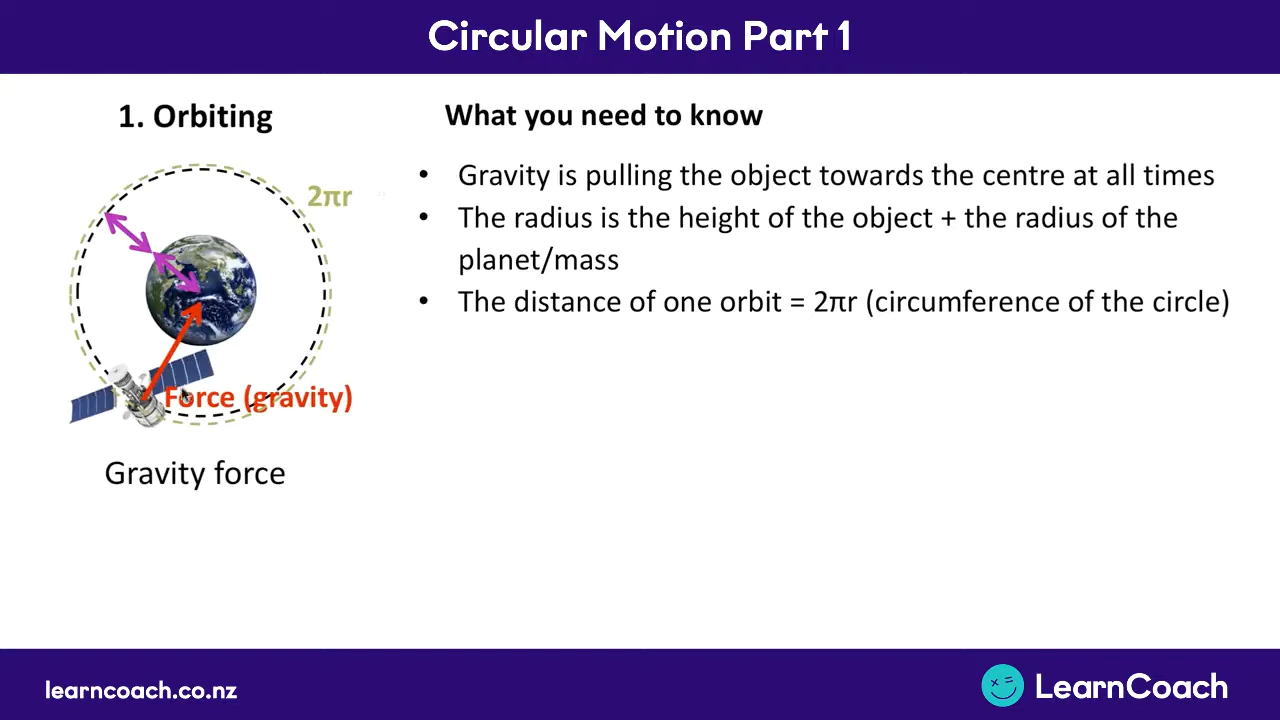 Circular Motion Part 1
1. Orbiting
2πr
Force (gravity)
Gravity force
What you need to know
• Gravity is pulling the object towards the centre at all times
• The radius is the height of the object + the radius of the
planet/mass
• The distance of one orbit = 2πr (circumference of the circle)
learncoach.co.nz
LearnCoach